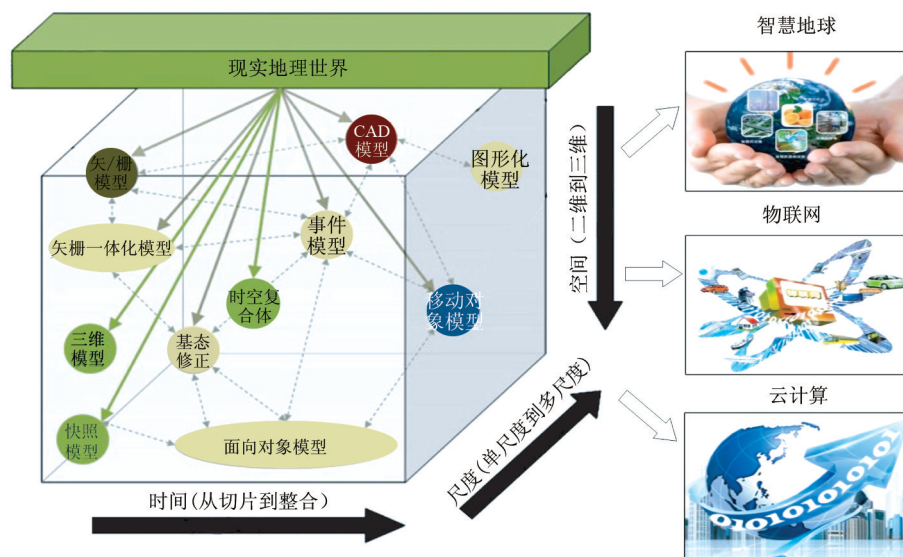 现实地理世界
智慧地球
CAD
模型
图形化
模型
矢/栅
模型
事件
模型
矢栅一体化模型
空间（二维到三维）
物联网
时空复
合体
移动对
象模型
三维
模型
基态
修正
云计算
快照
模型
面向对象模型
尺度(单尺度到多尺度)
时间(从切片到整合)
01010101010101